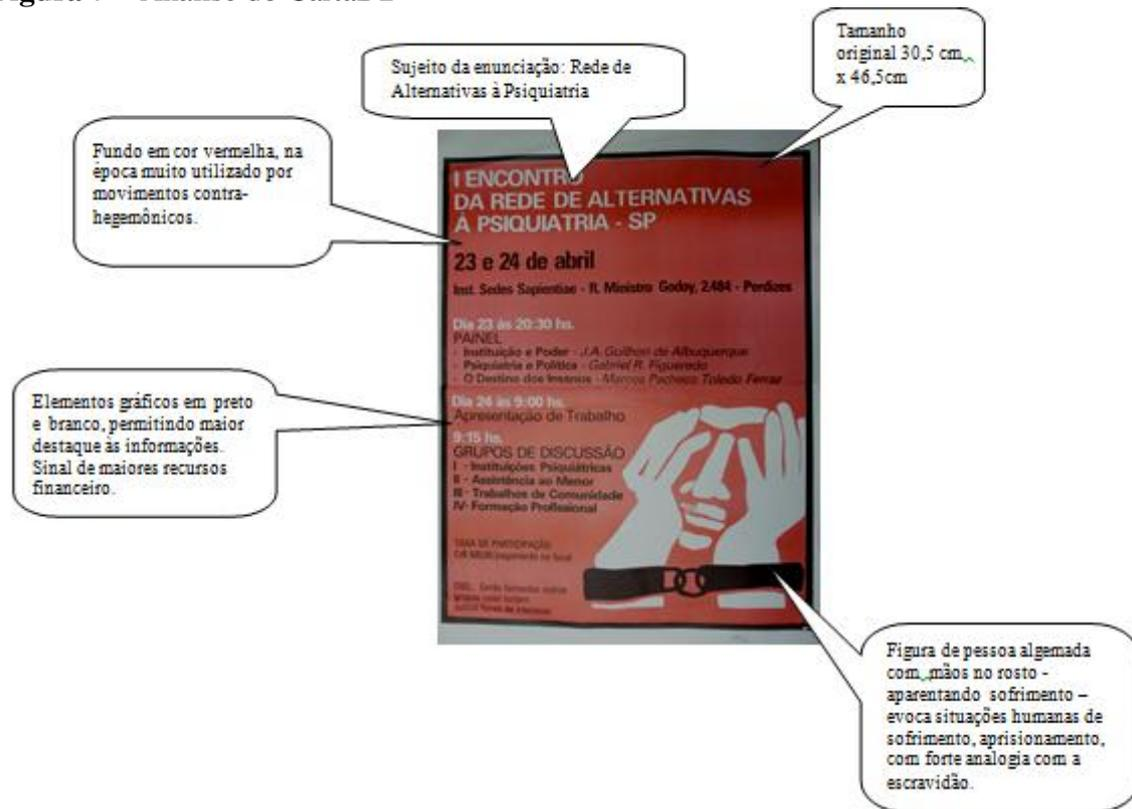 Tamanho
original 30,5 cm
x 46,5cm
Sujeito da enunciação: Rede de
Alternativas à Psiquiatria
Fundo em cor vermelha, na
época muito utilizado por
movimentos contra-
hegemônicos.
I ENCONTRO
DA REDE DE ALTERNATIVAS
À PSIQUIATRIA - SP
23 e 24 de abril
Inst. Sedes Sapientiae - R. Ministro Godoy, 2.484 - Perdizes
Dia 23 às 20:30 hs.
PAINEL
- Instituição e Poder - J.A. Guilhon de Albuquerque
- Psiquiatria e Política - Gabriel R. Figueredo
- O Destino dos Insanos - Marcos Pacheco Toledo Ferraz
Elementos gráficos em preto
e branco, permitindo maior
destaque às informações.
Sinal de maiores recursos
financeiro.
Dia 24 às 9:00 hs.
Apresentação de Trabalho
9:15 hs.
GRUPOS DE DISCUSSÃO
I - Instituições Psiquiátricas
II - Assistência ao Menor
III - Trabalhos de Comunidade
IV- Formação Profissional
TAXA DE PARTICIPAÇÃO
OBS.: Serão formados outros
Figura de pessoa algemada
com mãos no rosto -
aparentando sofrimento –
evoca situações humanas de
sofrimento, aprisionamento,
com forte analogia com a
escravidão.